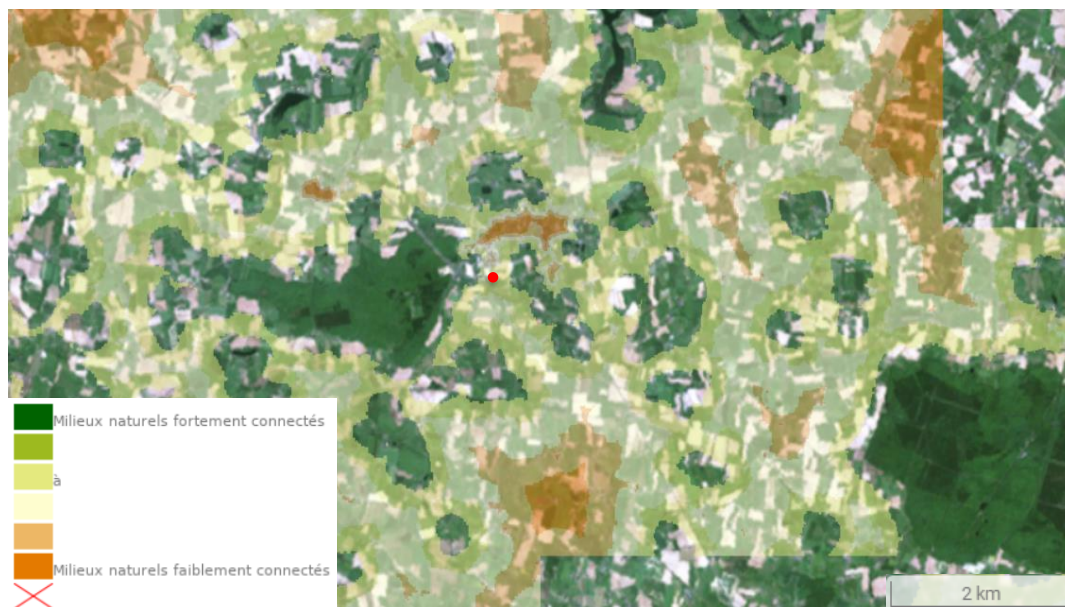 Milieux naturels fortement connectés
à
Milieux naturels faiblement connectés
2 km